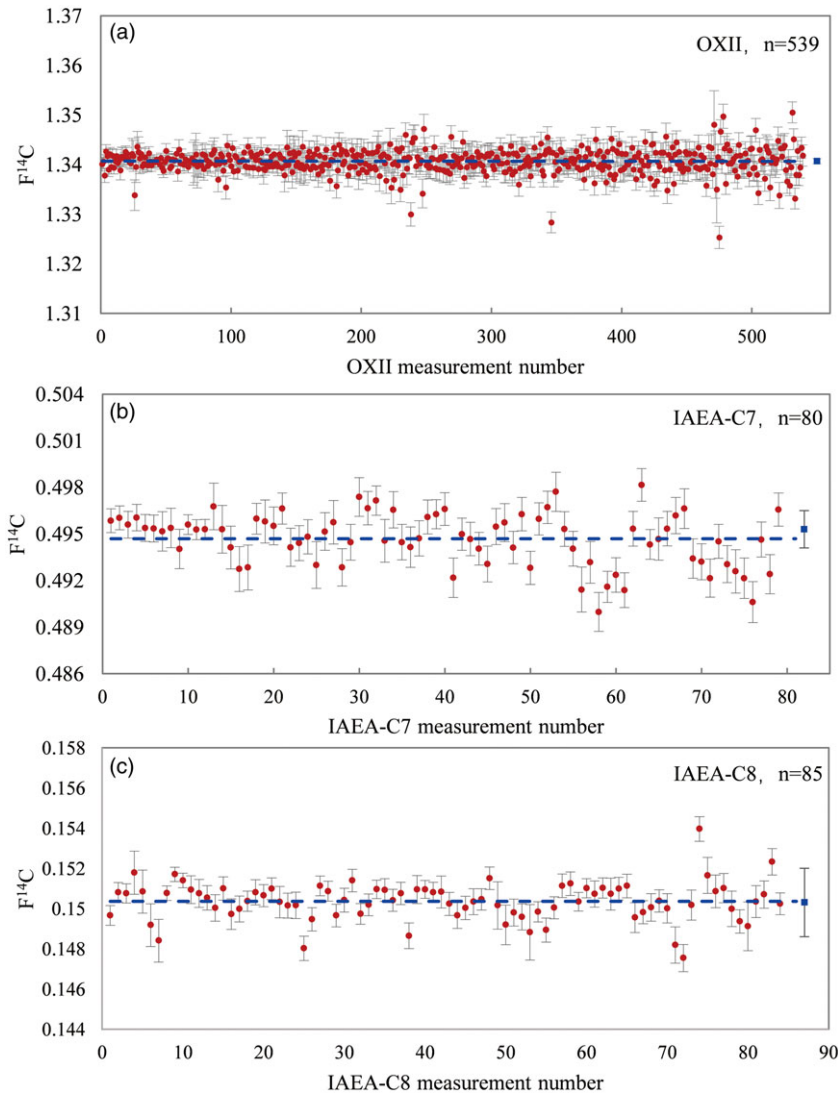 (a)
OXII, n=539
1.37
1.36
1.35
1.34
1.33
1.32
1.31
F¹⁴C
0 100 200 300 400 500
OXII measurement number
(b)
IAEA-C7, n=80
0.504
0.501
0.498
0.495
0.492
0.489
0.486
F¹⁴C
0 10 20 30 40 50 60 70 80
IAEA-C7 measurement number
(c)
IAEA-C8, n=85
0.158
0.156
0.154
0.152
0.15
0.148
0.146
0.144
F¹⁴C
0 10 20 30 40 50 60 70 80 90
IAEA-C8 measurement number